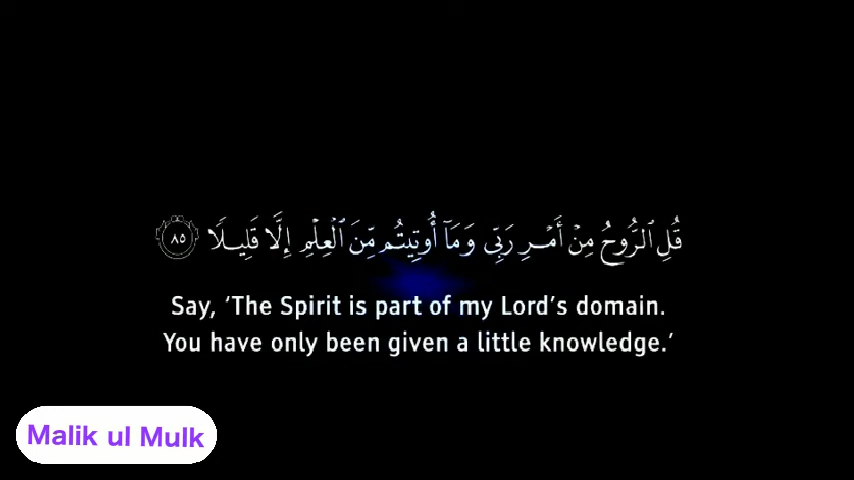 قُلِ ٱلرُّوحُ مِنْ أَمْرِ رَبِّى وَمَآ أُوتِيتُم مِّنَ ٱلْعِلْمِ إِلَّا قَلِيلًا ٨٥
Say, ‘The Spirit is part of my Lord’s domain.
You have only been given a little knowledge.’
Malik ul Mulk